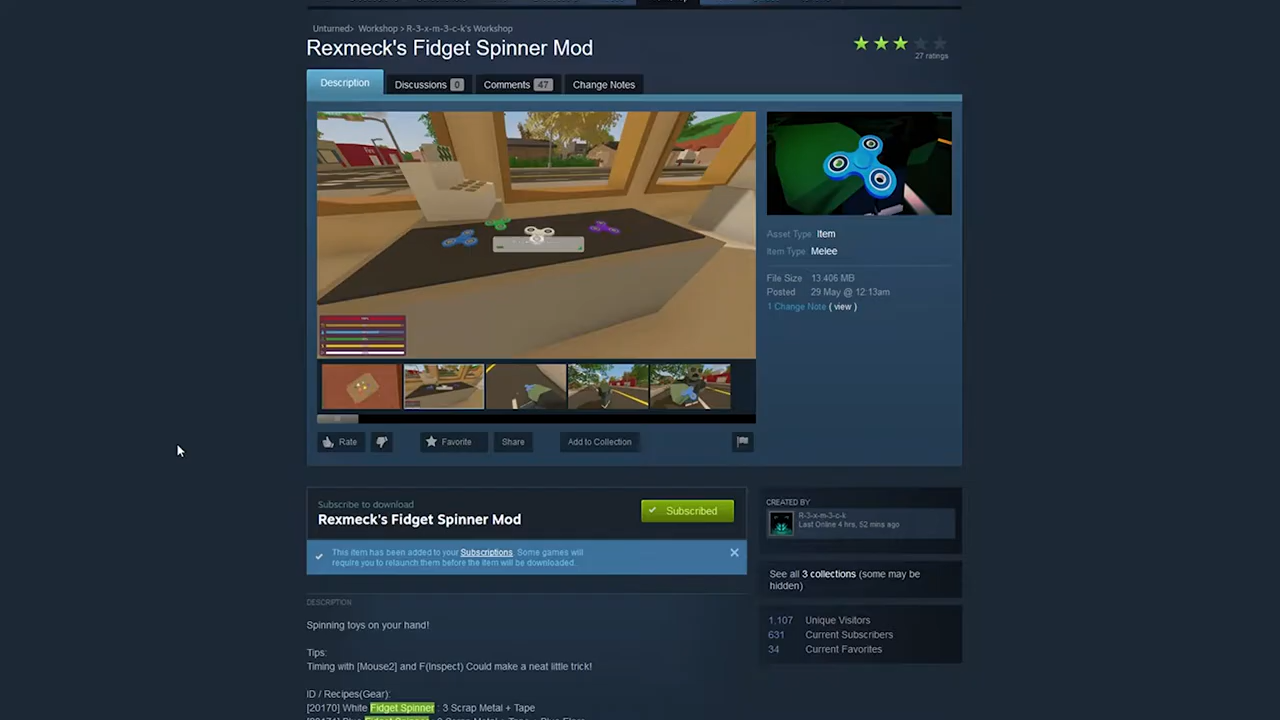 Unturned> Workshop > R-3-x-m-3-c-k's Workshop
Rexmeck's Fidget Spinner Mod
27 ratings
Description
Discussions 0
Comments 47
Change Notes
Asset Type: Item
Item Type: Melee
File Size 13.406 MB
Posted 29 May @ 12:13am
1 Change Note ( view )
Rate
Favorite
Share
Add to Collection
Subscribe to download
Rexmeck's Fidget Spinner Mod
Subscribed
This item has been added to your Subscriptions. Some games will
require you to relaunch them before the item will be downloaded.
CREATED BY
R-3-x-m-3-c-k
Last Online 4 hrs, 52 mins ago
See all 3 collections (some may be
hidden)
1,107 Unique Visitors
631 Current Subscribers
34 Current Favorites
DESCRIPTION
Spinning toys on your hand!
Tips:
Timing with [Mouse2] and F(Inspect) Could make a neat little trick!
ID / Recipes(Gear):
[20170] White Fidget Spinner : 3 Scrap Metal + Tape